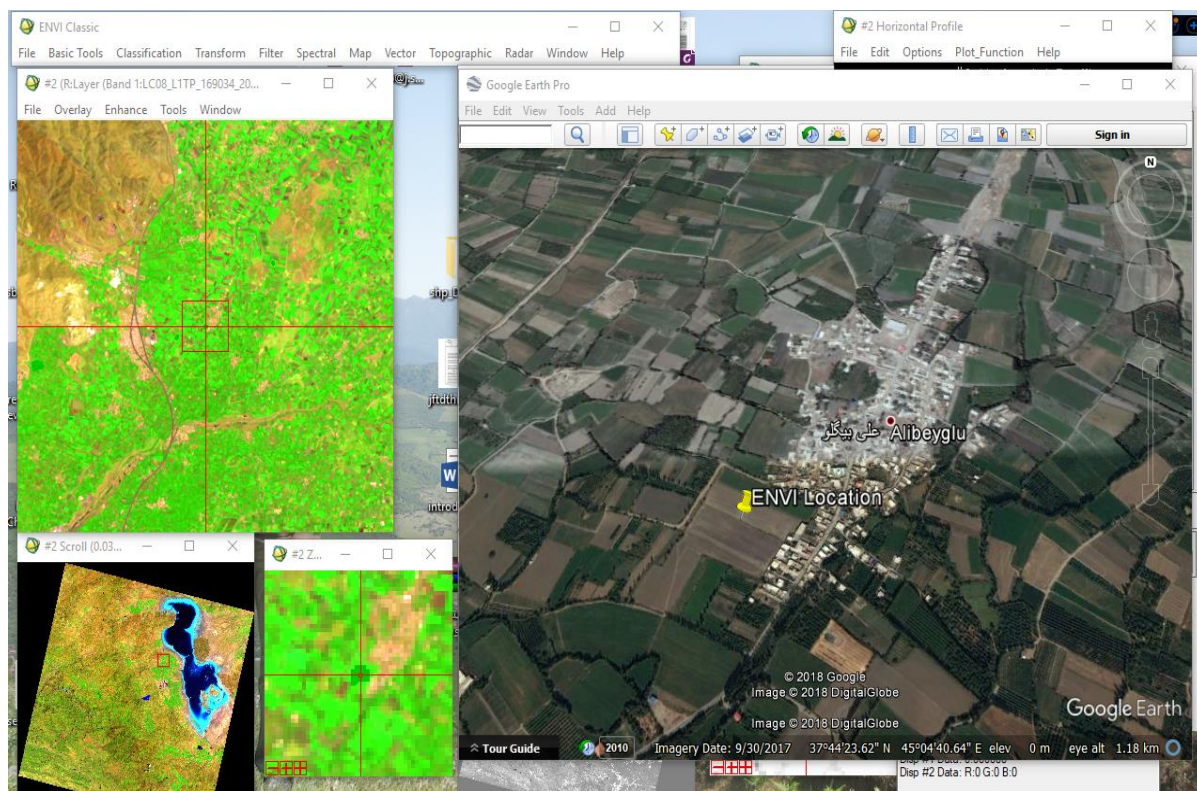 ENVI Classic
File Basic Tools Classification Transform Filter Spectral Map Vector Topographic Radar Window Help
#2 Horizontal Profile
File Edit Options Plot_Function Help
#2 (R:Layer (Band 1:LC08_L1TP_169034_20...
File Overlay Enhance Tools Window
Google Earth Pro
File Edit View Tools Add Help
Sign in
N
علی بیگلو Alibeyglu
ENVI Location
shp_D
jftdth
W
introd
#2 Scroll (0.03...
#2 Z...
© 2018 Google
Image © 2018 DigitalGlobe
Image © 2018 DigitalGlobe
Google Earth
Tour Guide 2010 Imagery Date: 9/30/2017 37°44'23.62" N 45°04'40.64" E elev 0 m eye alt 1.18 km
Disp #2 Data: R:0 G:0 B:0